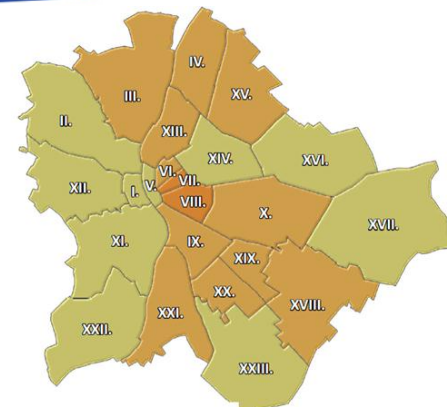 IV.
III.
XV.
II.
XIII.
XIV.
XVI.
VI.
VII.
XII.
I.
V.
VIII.
X.
XVII.
XI.
IX.
XIX.
XX.
XVIII.
XXI.
XXII.
XXIII.